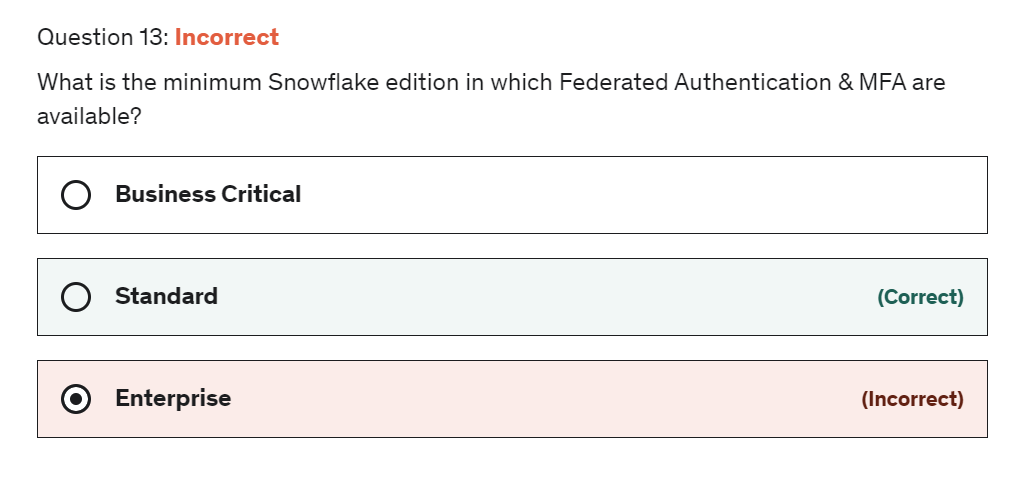 Question 13: Incorrect
What is the minimum Snowflake edition in which Federated Authentication & MFA are
available?
Business Critical
Standard (Correct)
Enterprise (Incorrect)